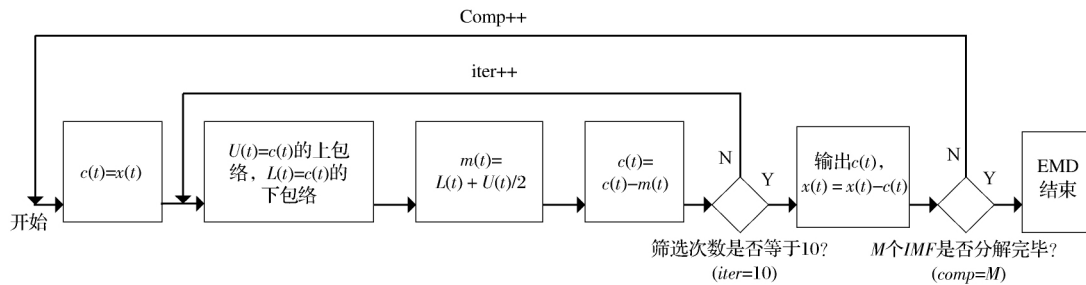 Comp++
iter++
开始
c(t)=x(t)
U(t)=c(t)的上包
络，L(t)=c(t)的
下包络
m(t)=
L(t)+U(t)/2
c(t)=
c(t)−m(t)
N
Y
筛选次数是否等于10?
(iter=10)
输出c(t),
x(t)=x(t)−c(t)
N
Y
M个IMF是否分解完毕?
(comp=M)
EMD
结束